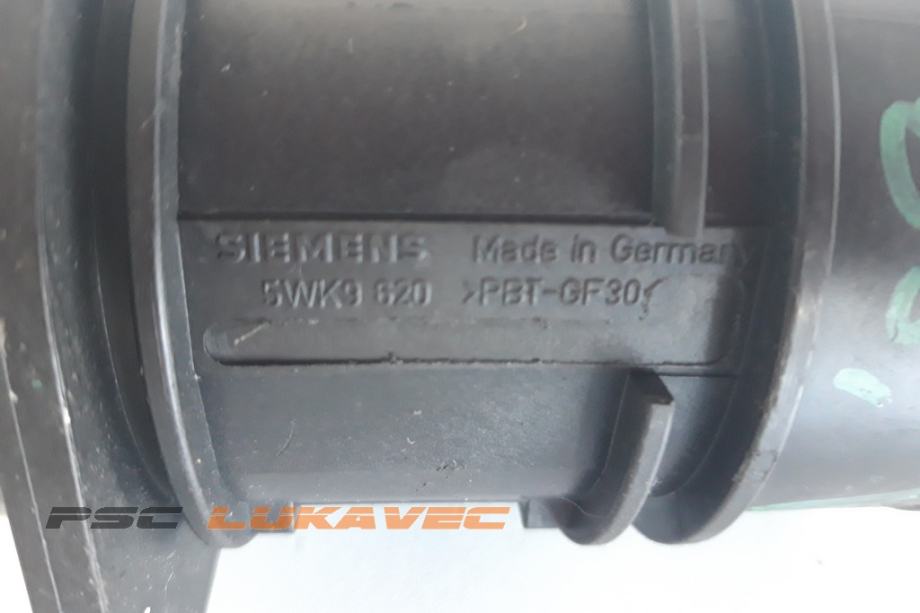 SIEMENS Made in Germany
5WK9 620 >PBT-GF30<
PSC LUKAVEC